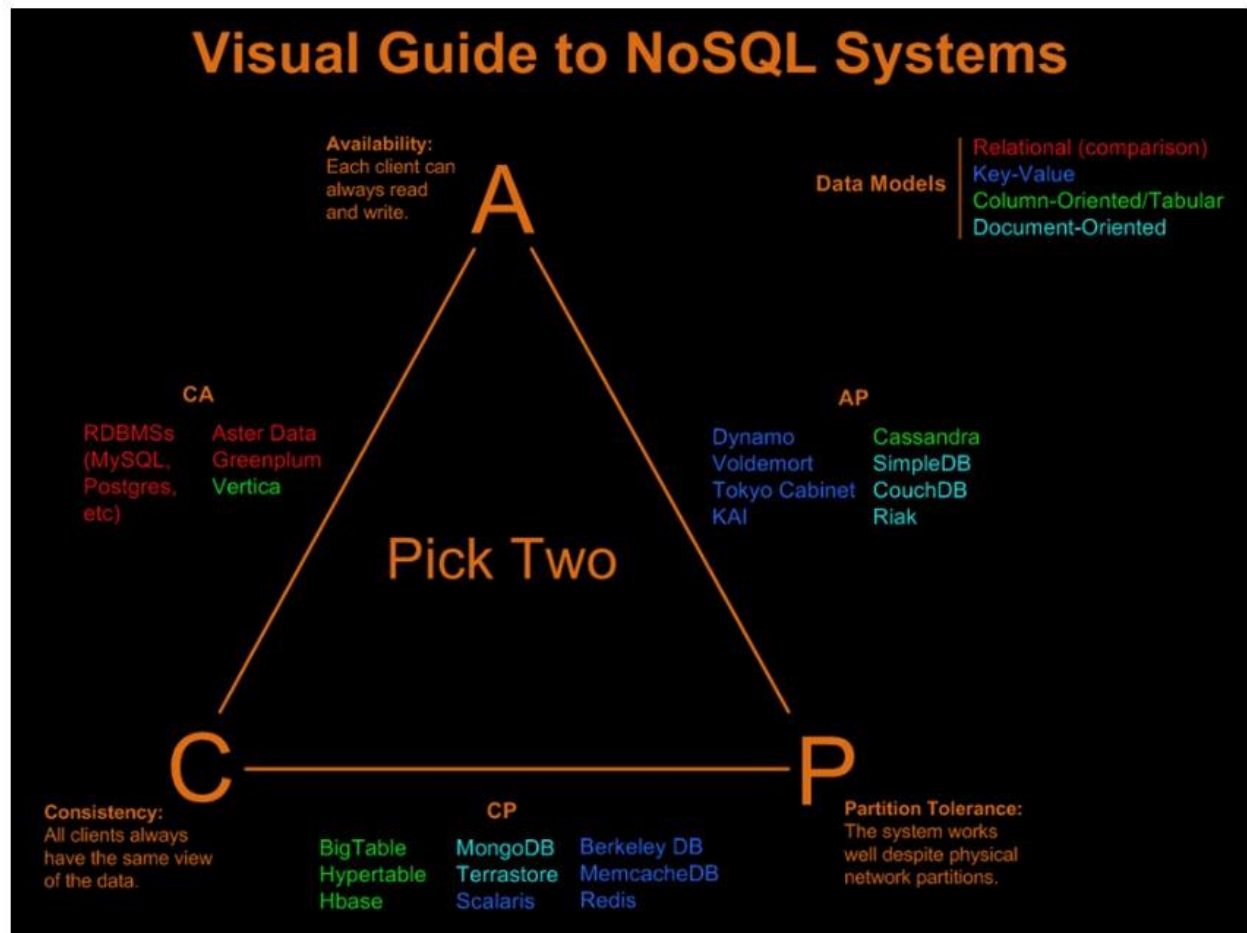 Visual Guide to NoSQL Systems
Availability:
Each client can
always read
and write.
A
Data Models
Relational (comparison)
Key-Value
Column-Oriented/Tabular
Document-Oriented
CA
RDBMSs
(MySQL,
Postgres,
etc)
Aster Data
Greenplum
Vertica
AP
Dynamo
Voldemort
Tokyo Cabinet
KAI
Cassandra
SimpleDB
CouchDB
Riak
Pick Two
C
P
Consistency:
All clients always
have the same view
of the data.
CP
BigTable
Hypertable
Hbase
MongoDB
Terrastore
Scalaris
Berkeley DB
MemcacheDB
Redis
Partition Tolerance:
The system works
well despite physical
network partitions.